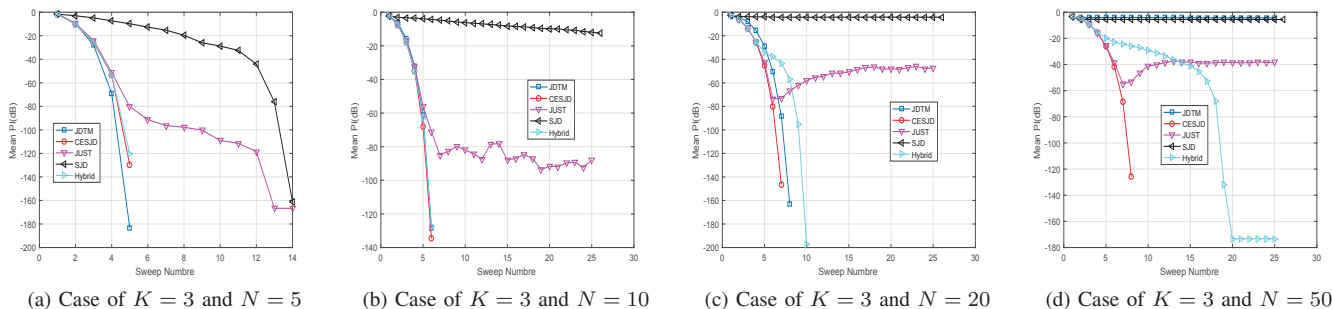 0
-20
-40
-60
-80
-100
-120
-140
-160
-180
-200
Mean PI(dB)
JDTM
CESJD
JUST
SJD
Hybrid
0 2 4 6 8 10 12 14
Sweep Numbre
(a) Case of K = 3 and N = 5
0
-20
-40
-60
-80
-100
-120
-140
Mean PI(dB)
JDTM
CESJD
JUST
SJD
Hybrid
0 5 10 15 20 25 30
Sweep Numbre
(b) Case of K = 3 and N = 10
0
-20
-40
-60
-80
-100
-120
-140
-160
-180
-200
Mean PI(dB)
JDTM
CESJD
JUST
SJD
Hybrid
0 5 10 15 20 25 30
Sweep Numbre
(c) Case of K = 3 and N = 20
0
-20
-40
-60
-80
-100
-120
-140
-160
-180
Mean PI(dB)
JDTM
CESJD
JUST
SJD
Hybrid
0 5 10 15 20 25 30
Sweep Numbre
(d) Case of K = 3 and N = 50